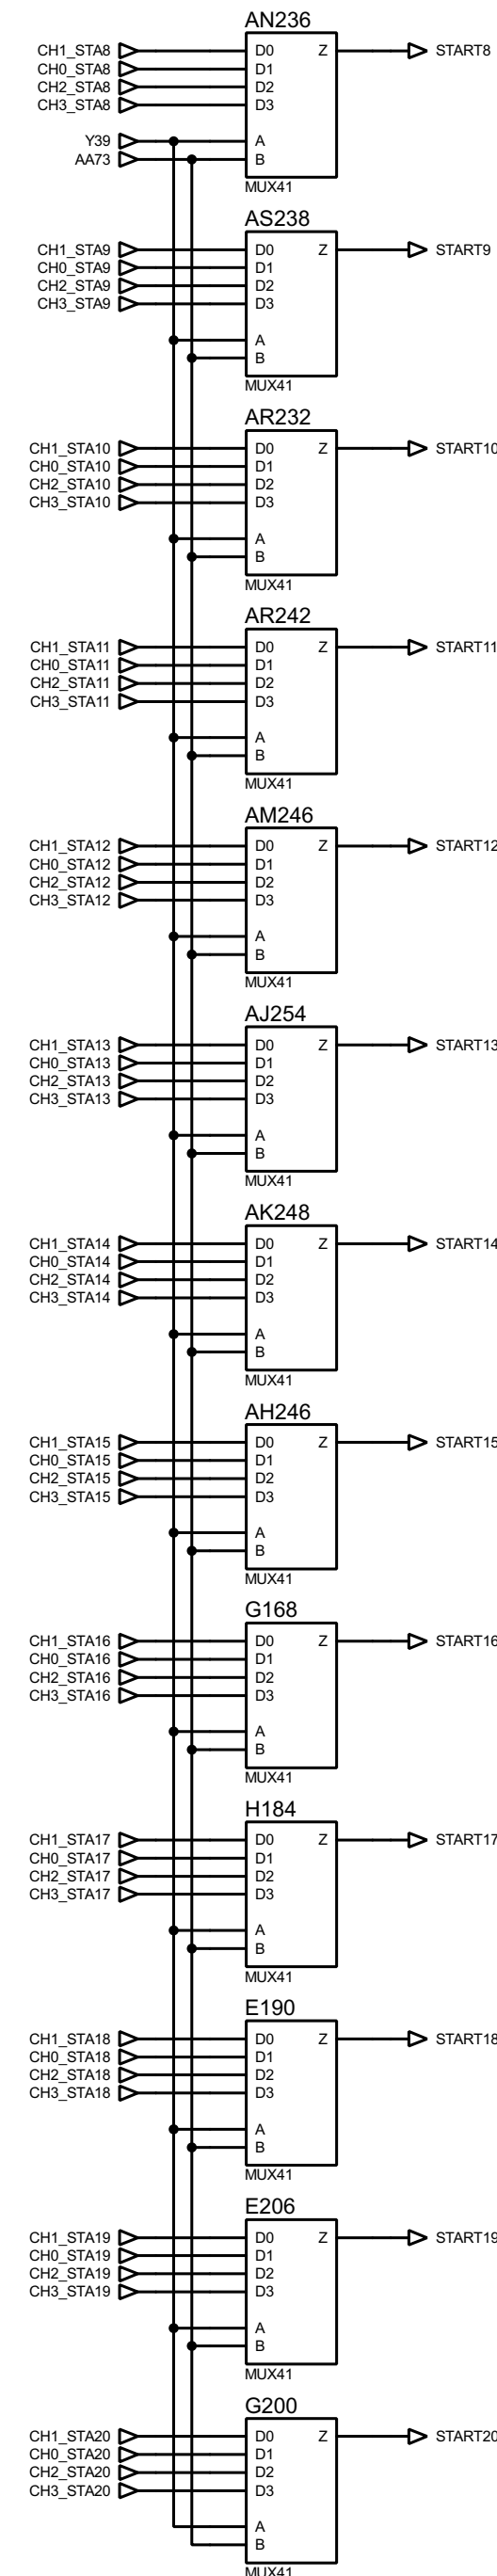 AN236
CH1_STA8 D0 Z START8
CH0_STA8 D1
CH2_STA8 D2
CH3_STA8 D3
Y39 A
AA73 B
MUX41
AS238
CH1_STA9 D0 Z START9
CH0_STA9 D1
CH2_STA9 D2
CH3_STA9 D3
A
B
MUX41
AR232
CH1_STA10 D0 Z START10
CH0_STA10 D1
CH2_STA10 D2
CH3_STA10 D3
A
B
MUX41
AR242
CH1_STA11 D0 Z START11
CH0_STA11 D1
CH2_STA11 D2
CH3_STA11 D3
A
B
MUX41
AM246
CH1_STA12 D0 Z START12
CH0_STA12 D1
CH2_STA12 D2
CH3_STA12 D3
A
B
MUX41
AJ254
CH1_STA13 D0 Z START13
CH0_STA13 D1
CH2_STA13 D2
CH3_STA13 D3
A
B
MUX41
AK248
CH1_STA14 D0 Z START14
CH0_STA14 D1
CH2_STA14 D2
CH3_STA14 D3
A
B
MUX41
AH246
CH1_STA15 D0 Z START15
CH0_STA15 D1
CH2_STA15 D2
CH3_STA15 D3
A
B
MUX41
G168
CH1_STA16 D0 Z START16
CH0_STA16 D1
CH2_STA16 D2
CH3_STA16 D3
A
B
MUX41
H184
CH1_STA17 D0 Z START17
CH0_STA17 D1
CH2_STA17 D2
CH3_STA17 D3
A
B
MUX41
E190
CH1_STA18 D0 Z START18
CH0_STA18 D1
CH2_STA18 D2
CH3_STA18 D3
A
B
MUX41
E206
CH1_STA19 D0 Z START19
CH0_STA19 D1
CH2_STA19 D2
CH3_STA19 D3
A
B
MUX41
G200
CH1_STA20 D0 Z START20
CH0_STA20 D1
CH2_STA20 D2
CH3_STA20 D3
A
B
MUX41